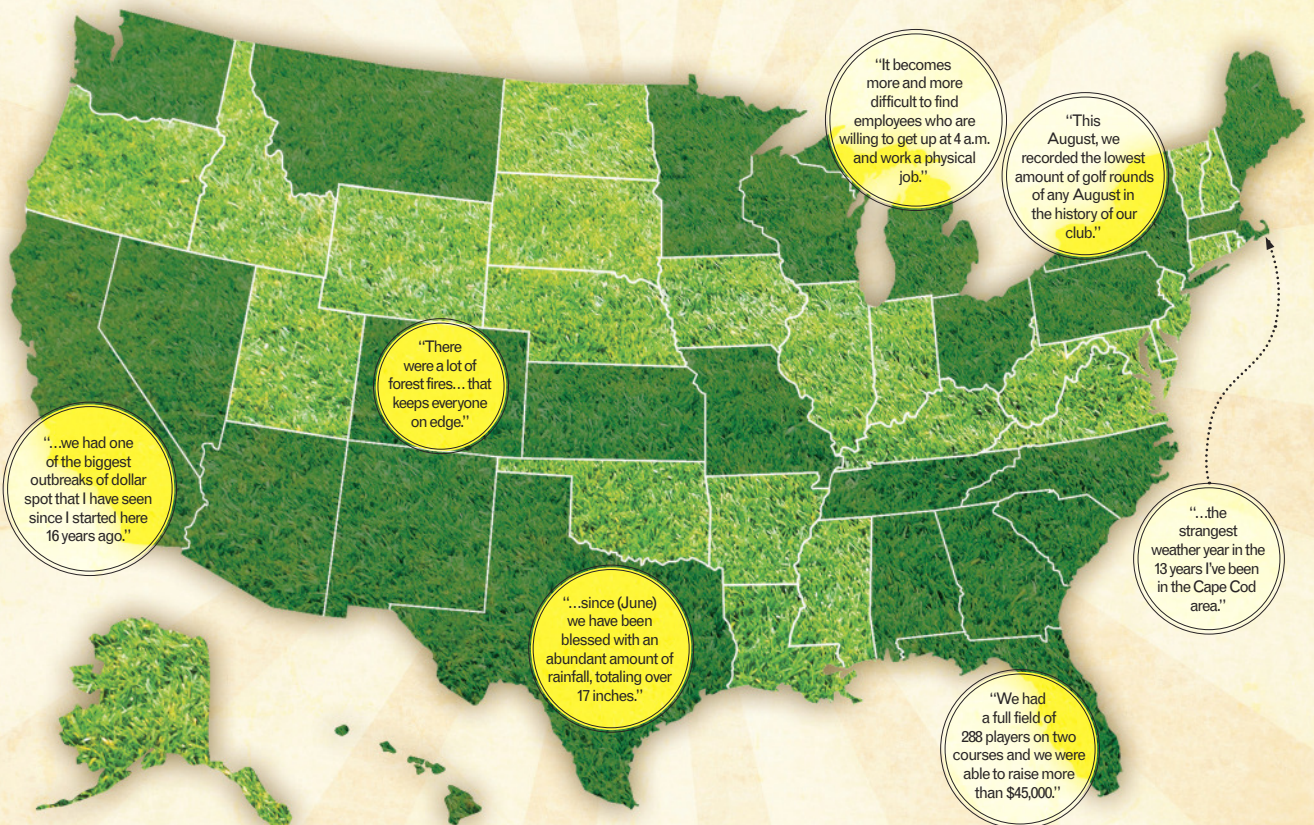 “It becomes
more and more
difficult to find
employees who are
willing to get up at 4 a.m.
and work a physical
job.”
“This
August, we
recorded the lowest
amount of golf rounds
of any August in
the history of our
club.”
“There
were a lot of
forest fires... that
keeps everyone
on edge.”
“...we had one
of the biggest
outbreaks of dollar
spot that I have seen
since I started here
16 years ago.”
“...the
strangest
weather year in the
13 years I've been
in the Cape Cod
area.”
“...since (June)
we have been
blessed with an
abundant amount of
rainfall, totaling over
17 inches.”
“We had
a full field of
288 players on two
courses and we were
able to raise more
than $45,000.”